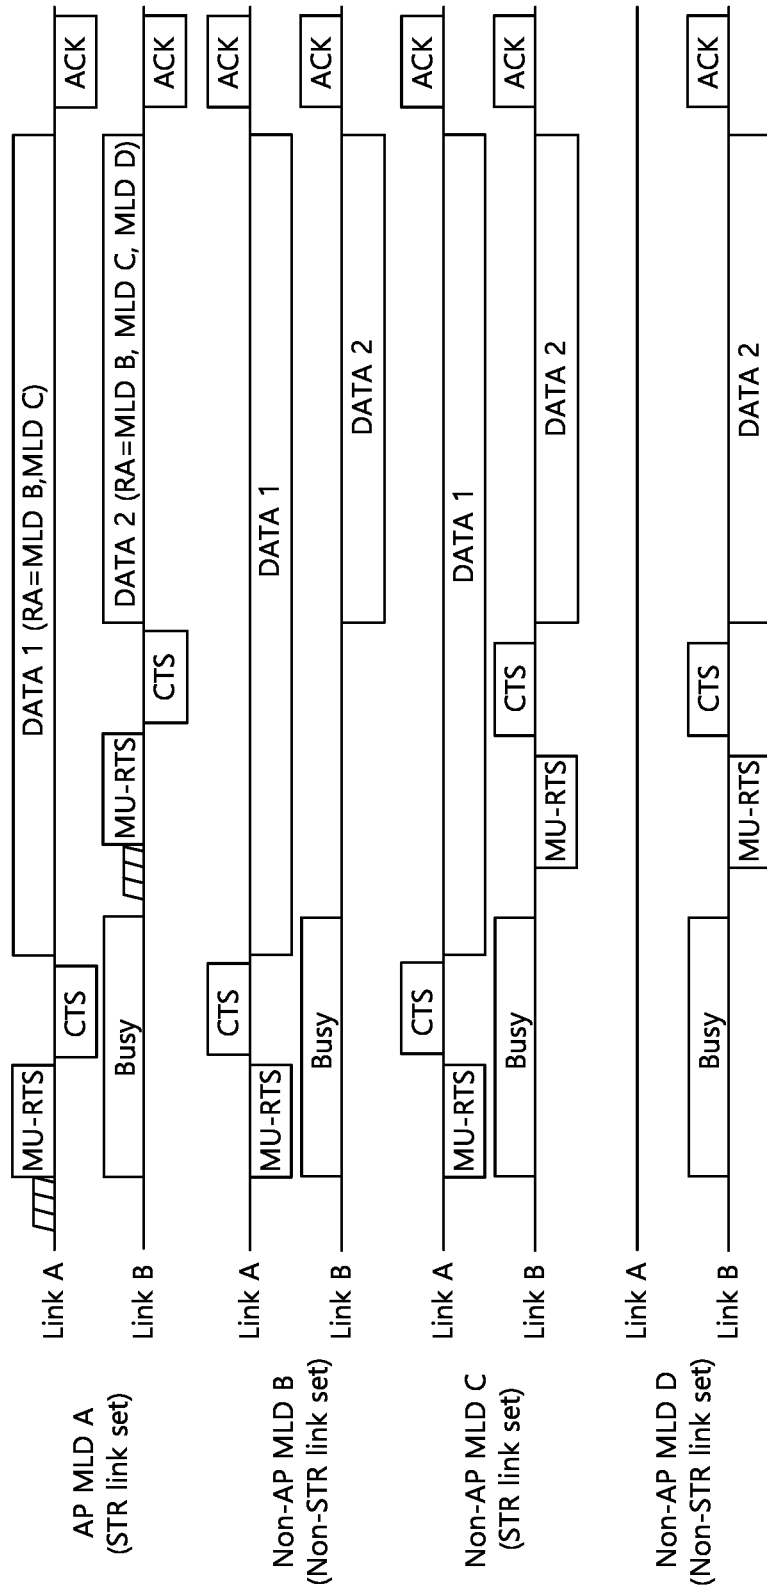 AP MLD A
(STR link set)
Link A
MU-RTS
CTS
DATA 1 (RA=MLD B,MLD C)
ACK
Link B
Busy
MU-RTS
CTS
DATA 2 (RA=MLD B, MLD C, MLD D)
ACK
Non-AP MLD B
(Non-STR link set)
Link A
MU-RTS
CTS
DATA 1
ACK
Link B
Busy
DATA 2
ACK
Non-AP MLD C
(STR link set)
Link A
MU-RTS
CTS
DATA 1
ACK
Link B
Busy
MU-RTS
CTS
DATA 2
ACK
Non-AP MLD D
(Non-STR link set)
Link A
Link B
Busy
MU-RTS
CTS
DATA 2
ACK